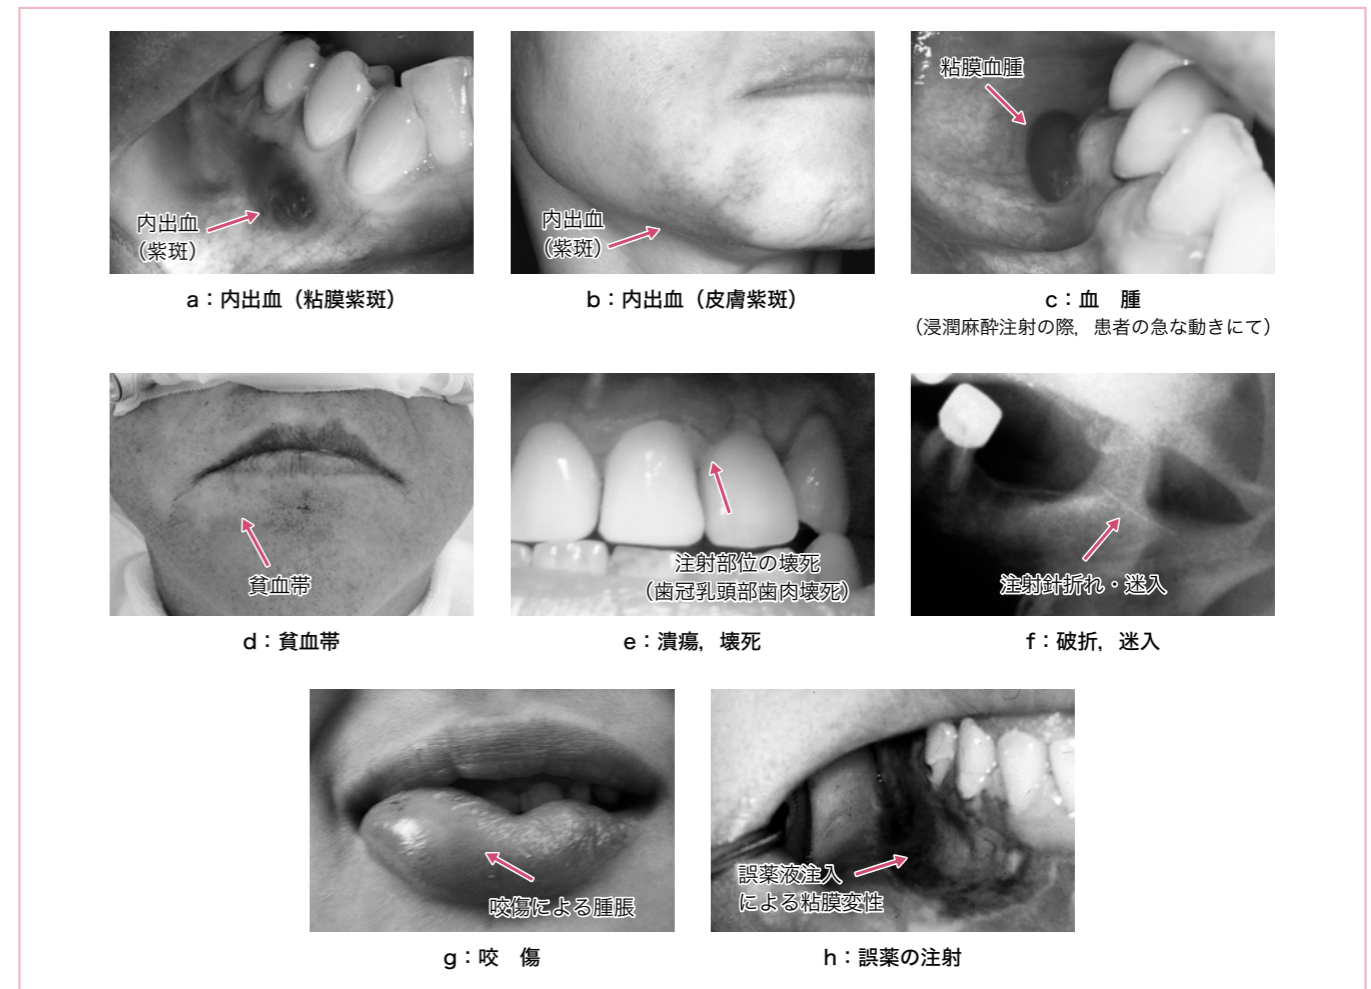 内出血
（紫斑）
a：内出血（粘膜紫斑）
内出血
（紫斑）
b：内出血（皮膚紫斑）
粘膜血腫
c：血　腫
（浸潤麻酔注射の際，患者の急な動きにて）
貧血帯
d：貧血帯
注射部位の壊死
（歯冠乳頭部歯肉壊死）
e：潰瘍，壊死
注射針折れ・迷入
f：破折，迷入
咬傷による腫脹
g：咬　傷
誤薬液注入
による粘膜変性
h：誤薬の注射